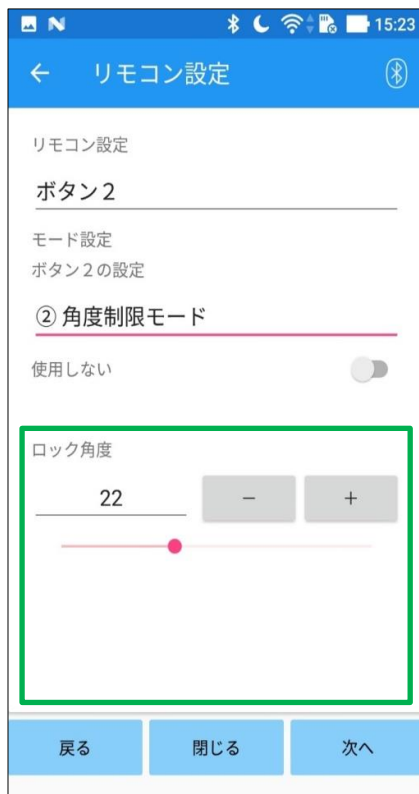 15:23
← リモコン設定
リモコン設定
ボタン２
モード設定
ボタン２の設定
② 角度制限モード
使用しない
ロック角度
22 − +
戻る 閉じる 次へ